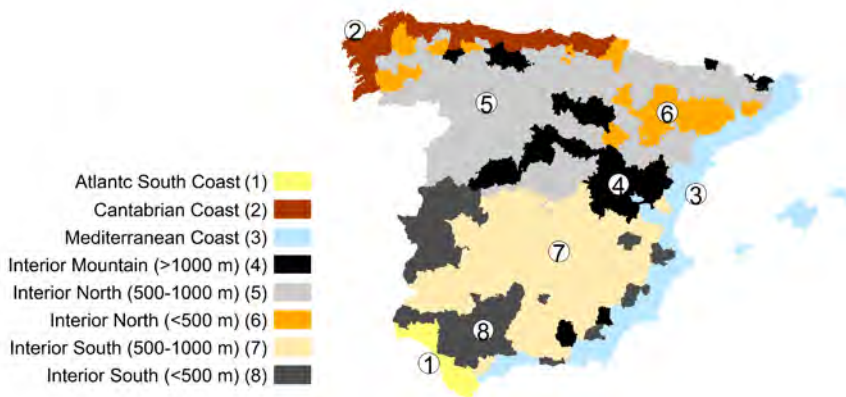 Atlantc South Coast (1)
Cantabrian Coast (2)
Mediterranean Coast (3)
Interior Mountain (>1000 m) (4)
Interior North (500-1000 m) (5)
Interior North (<500 m) (6)
Interior South (500-1000 m) (7)
Interior South (<500 m) (8)
2
5
6
4
3
7
8
1